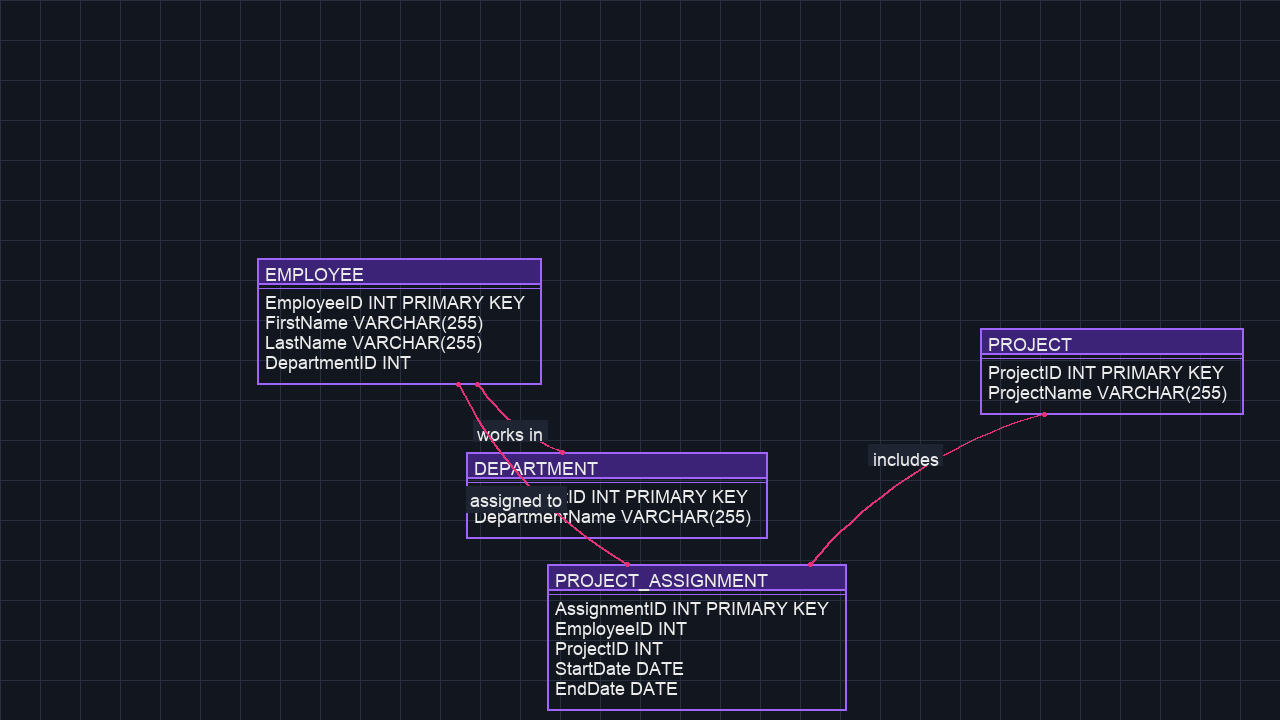 EMPLOYEE
EmployeeID INT PRIMARY KEY
FirstName VARCHAR(255)
LastName VARCHAR(255)
DepartmentID INT
PROJECT
ProjectID INT PRIMARY KEY
ProjectName VARCHAR(255)
works in
includes
DEPARTMENT
ID INT PRIMARY KEY
assigned to
DepartmentName VARCHAR(255)
PROJECT_ASSIGNMENT
AssignmentID INT PRIMARY KEY
EmployeeID INT
ProjectID INT
StartDate DATE
EndDate DATE